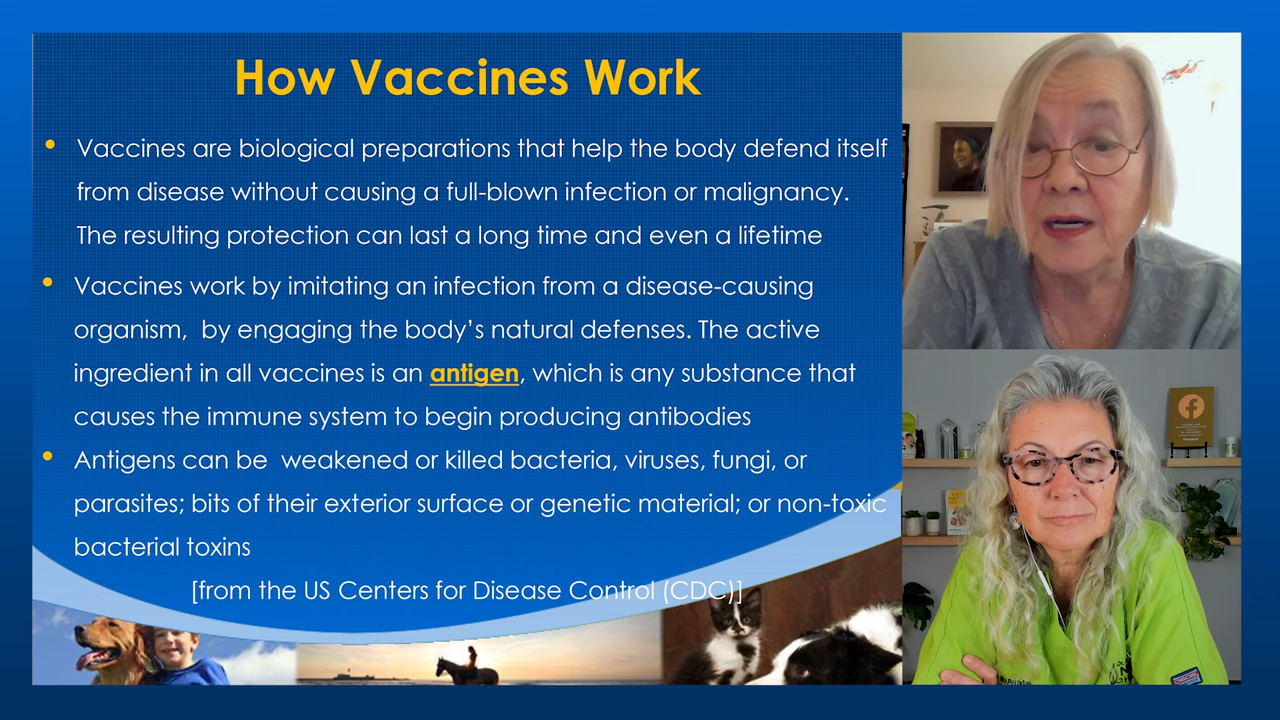 How Vaccines Work
• Vaccines are biological preparations that help the body defend itself
from disease without causing a full-blown infection or malignancy.
The resulting protection can last a long time and even a lifetime
• Vaccines work by imitating an infection from a disease-causing
organism,  by engaging the body’s natural defenses. The active
ingredient in all vaccines is an antigen, which is any substance that
causes the immune system to begin producing antibodies
• Antigens can be  weakened or killed bacteria, viruses, fungi, or
parasites; bits of their exterior surface or genetic material; or non-toxic
bacterial toxins
[from the US Centers for Disease Control (CDC)]